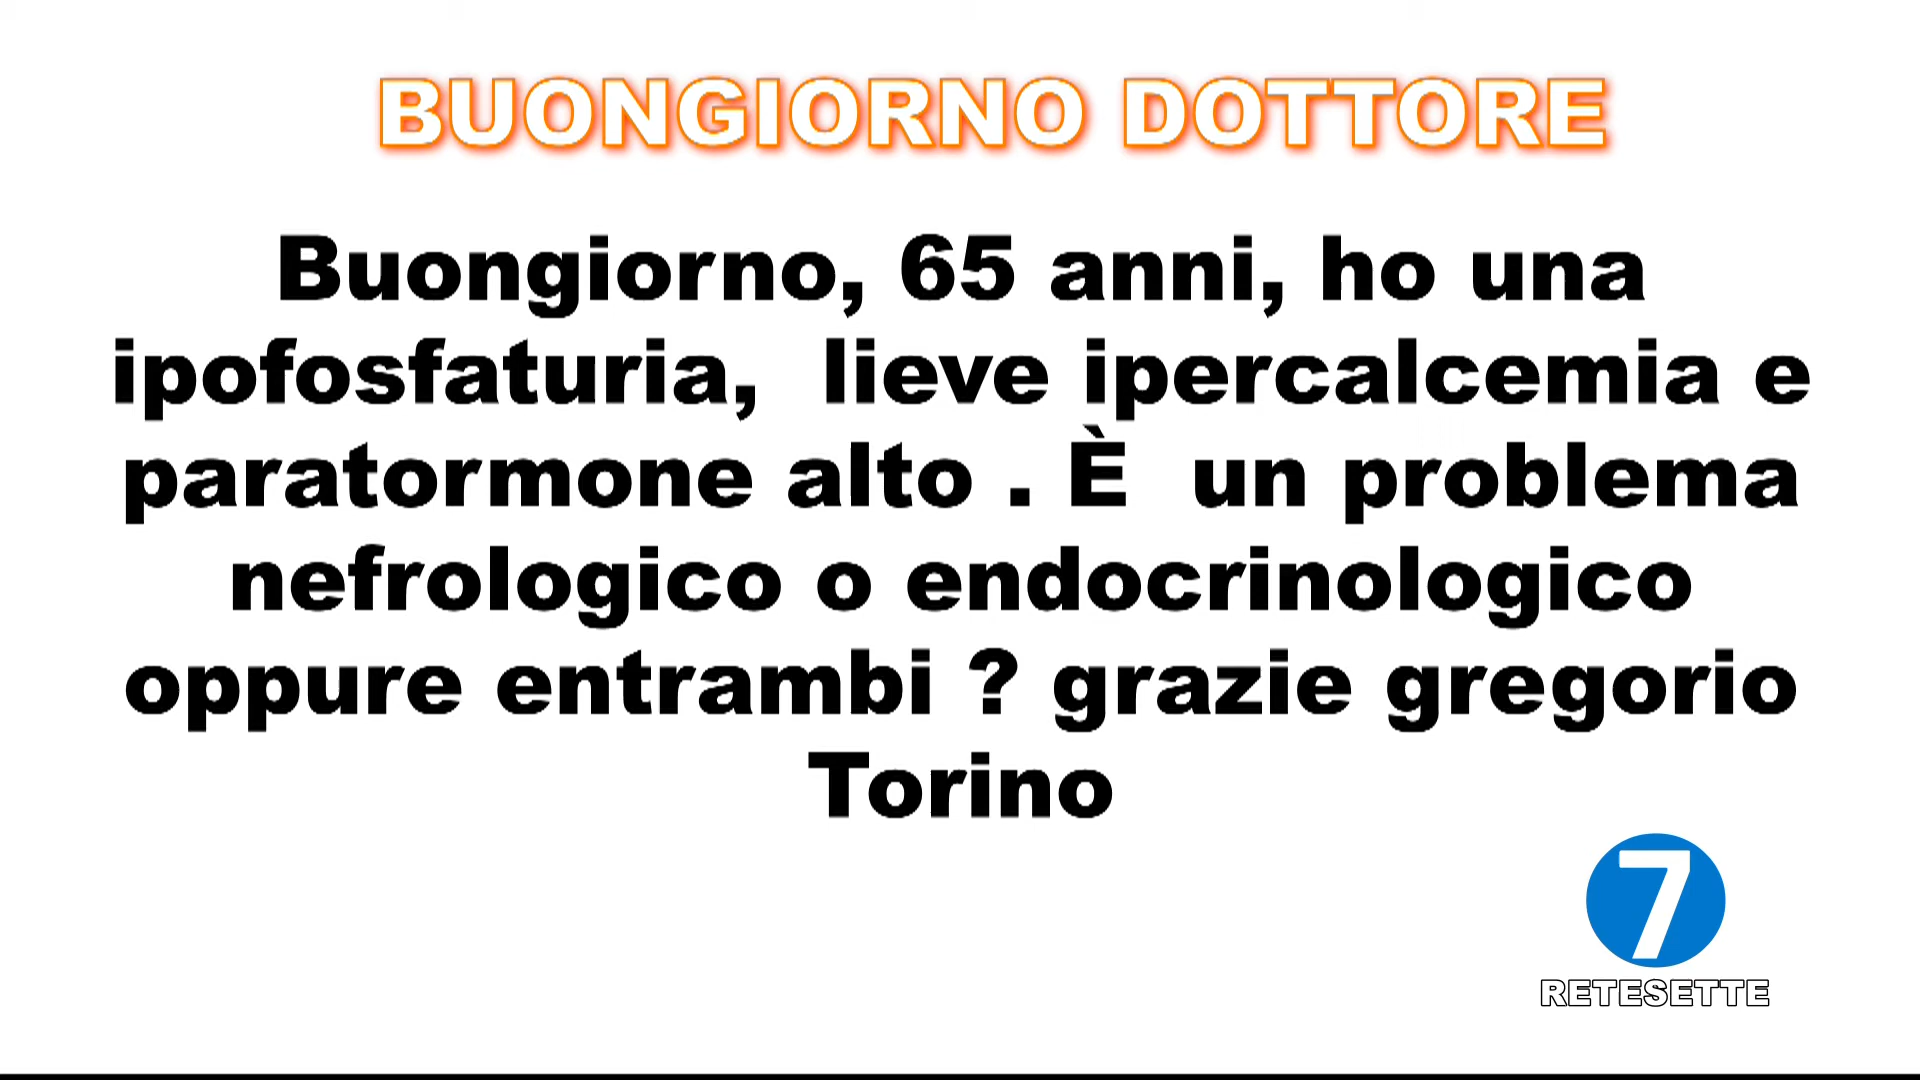 BUONGIORNO DOTTORE
Buongiorno, 65 anni, ho una
ipofosfaturia,  lieve ipercalcemia e
paratormone alto . È  un problema
nefrologico o endocrinologico
oppure entrambi ? grazie gregorio
Torino
7
RETESETTE